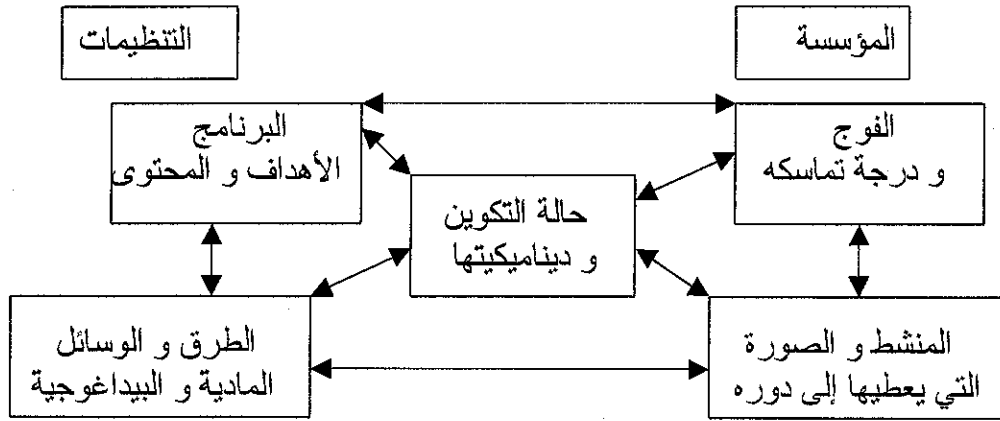 المؤسسة
التنظيمات
الفوج
و درجة تماسكه
البرنامج
الأهداف و المحتوى
حالة التكوين
و ديناميكيتها
المنشط و الصورة
التي يعطيها إلى دوره
الطرق و الوسائل
المادية و البيداغوجية